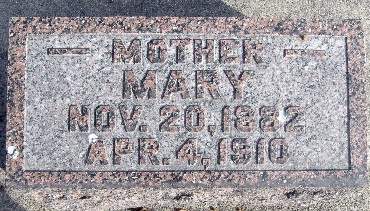 — MOTHER —
MARY
NOV. 20, 1882
APR. 4, 1910